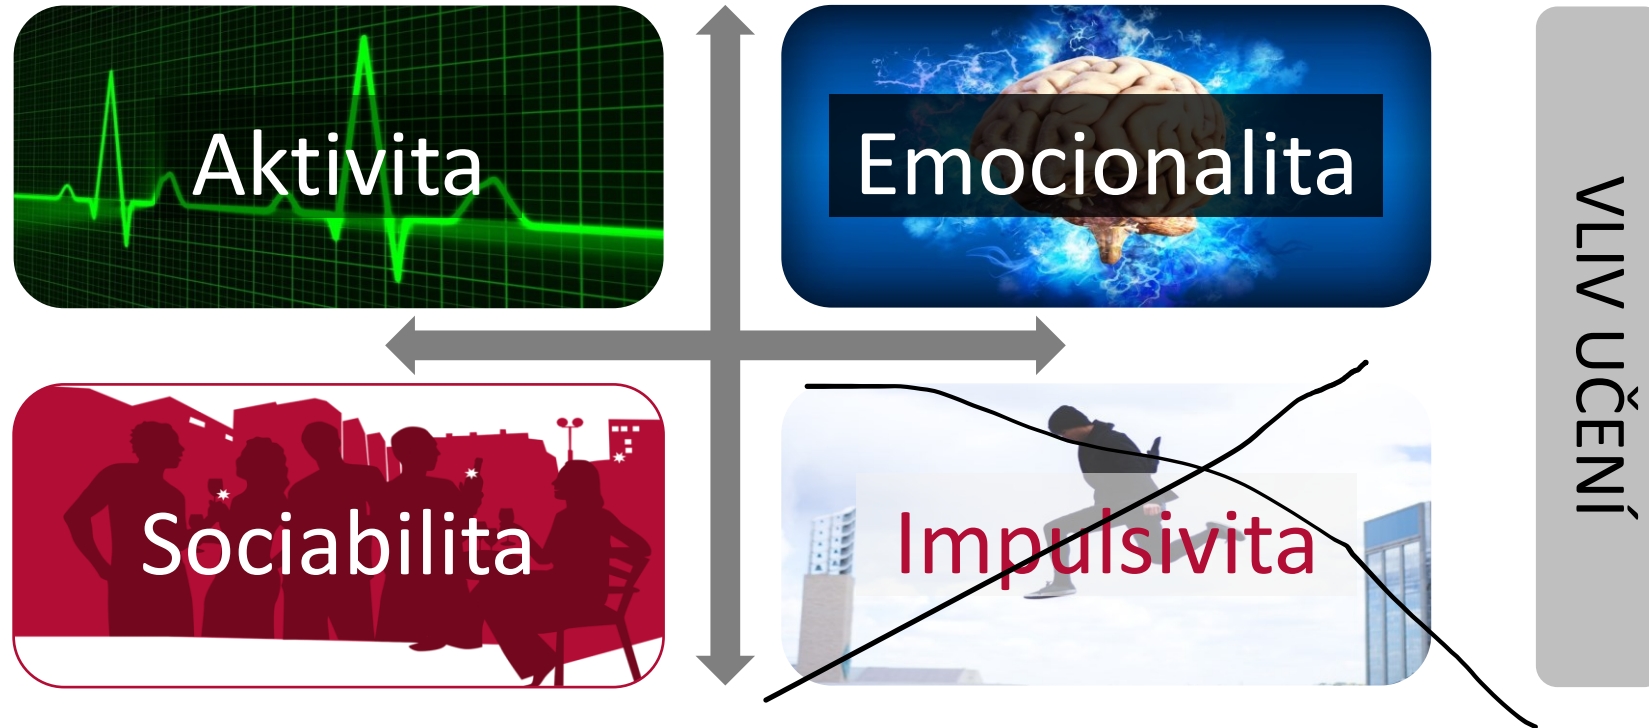 Aktivita
Emocionalita
Sociabilita
Impulsivita
VLIV UČENÍ